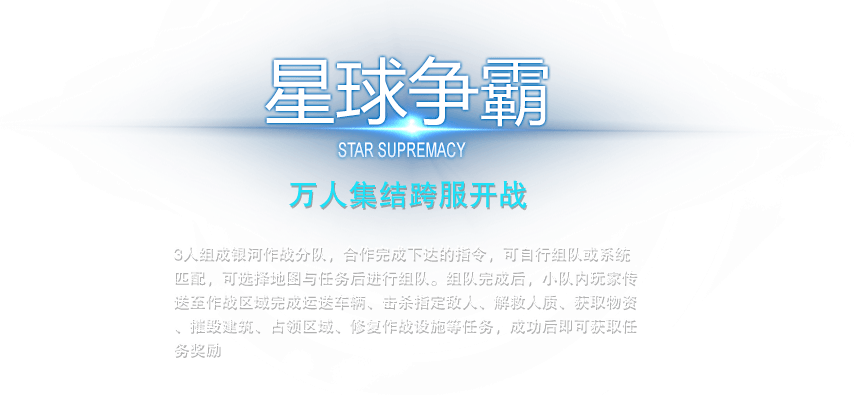 星球争霸
STAR SUPREMACY
万人集结跨服开战
3人组成银河作战分队，合作完成下达的指令，可自行组队或系统
匹配，可选择地图与任务后进行组队。组队完成后，小队内玩家传
送至作战区域完成运送车辆、击杀指定敌人、解救人质、获取物资
、摧毁建筑、占领区域、修复作战设施等任务，成功后即可获取任
务奖励